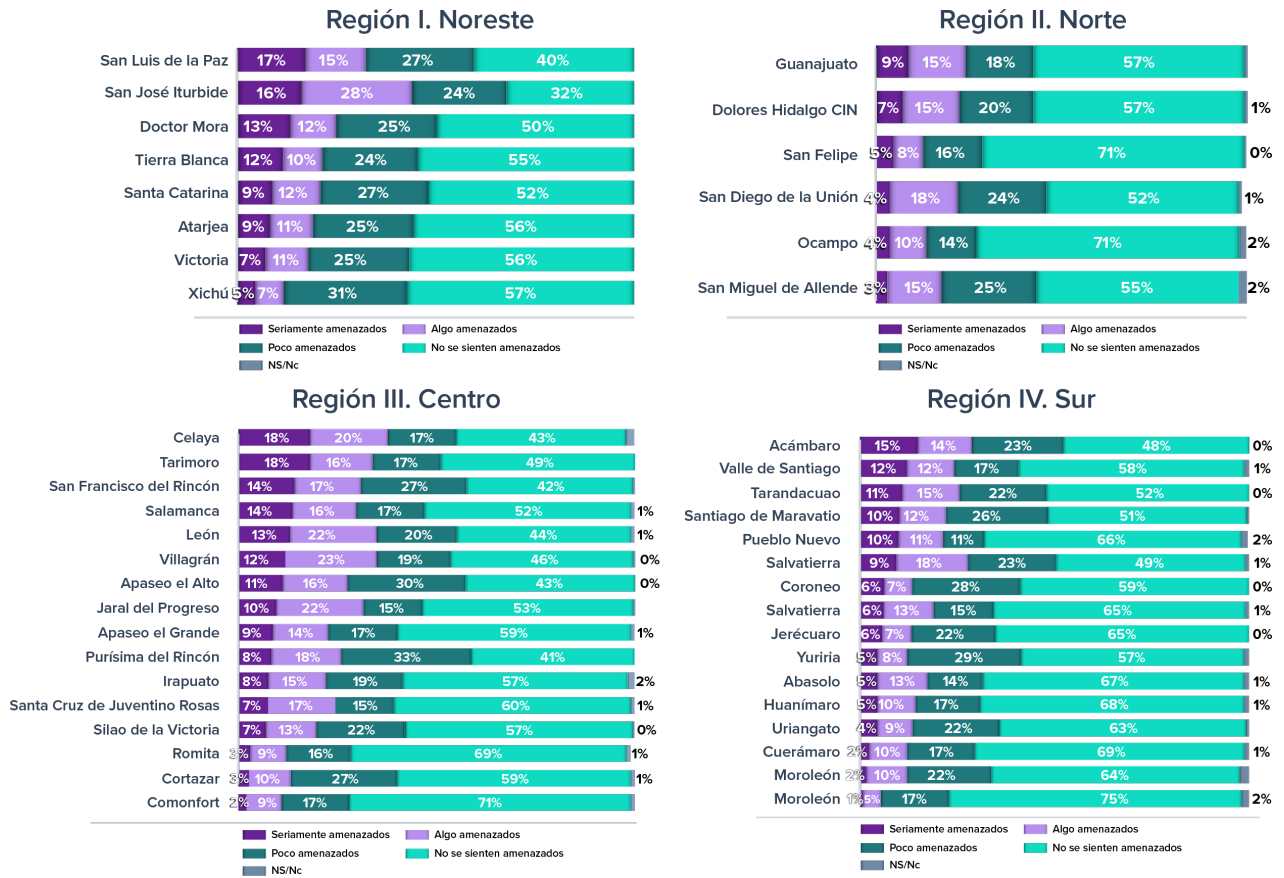 Región I. Noreste
San Luis de la Paz 17% 15% 27% 40%
San José Iturbide 16% 28% 24% 32%
Doctor Mora 13% 12% 25% 50%
Tierra Blanca 12% 10% 24% 55%
Santa Catarina 9% 12% 27% 52%
Atarjea 9% 11% 25% 56%
Victoria 7% 11% 25% 56%
Xichú 5% 7% 31% 57%
Seriamente amenazados Algo amenazados
Poco amenazados No se sienten amenazados
NS/Nc
Región II. Norte
Guanajuato 9% 15% 18% 57%
Dolores Hidalgo CIN 7% 15% 20% 57% 1%
San Felipe 5% 8% 16% 71% 0%
San Diego de la Unión 4% 18% 24% 52% 1%
Ocampo 4% 10% 14% 71% 2%
San Miguel de Allende 3% 15% 25% 55% 2%
Seriamente amenazados Algo amenazados
Poco amenazados No se sienten amenazados
NS/Nc
Región III. Centro
Celaya 18% 20% 17% 43%
Tarimoro 18% 16% 17% 49%
San Francisco del Rincón 14% 17% 27% 42%
Salamanca 14% 16% 17% 52% 1%
León 13% 22% 20% 44% 1%
Villagrán 12% 23% 19% 46% 0%
Apaseo el Alto 11% 16% 30% 43% 0%
Jaral del Progreso 10% 22% 15% 53%
Apaseo el Grande 9% 14% 17% 59% 1%
Purísima del Rincón 8% 18% 33% 41%
Irapuato 8% 15% 19% 57% 2%
Santa Cruz de Juventino Rosas 7% 17% 15% 60% 1%
Silao de la Victoria 7% 13% 22% 57% 0%
Romita 3% 9% 16% 69% 1%
Cortazar 3% 10% 27% 59% 1%
Comonfort 2% 9% 17% 71%
Seriamente amenazados Algo amenazados
Poco amenazados No se sienten amenazados
NS/Nc
Región IV. Sur
Acámbaro 15% 14% 23% 48% 0%
Valle de Santiago 12% 12% 17% 58% 1%
Tarandacuao 11% 15% 22% 52% 0%
Santiago de Maravatio 10% 12% 26% 51%
Pueblo Nuevo 10% 11% 11% 66% 2%
Salvatierra 9% 18% 23% 49% 1%
Coroneo 6% 7% 28% 59% 0%
Salvatierra 6% 13% 15% 65% 1%
Jerécuaro 6% 7% 22% 65% 0%
Yuriria 5% 8% 29% 57%
Abasolo 5% 13% 14% 67% 1%
Huanímaro 5% 10% 17% 68% 1%
Uriangato 4% 9% 22% 63%
Cuerámaro 2% 10% 17% 69% 1%
Moroleón 2% 10% 22% 64%
Moroleón 1% 5% 17% 75% 2%
Seriamente amenazados Algo amenazados
Poco amenazados No se sienten amenazados
NS/Nc